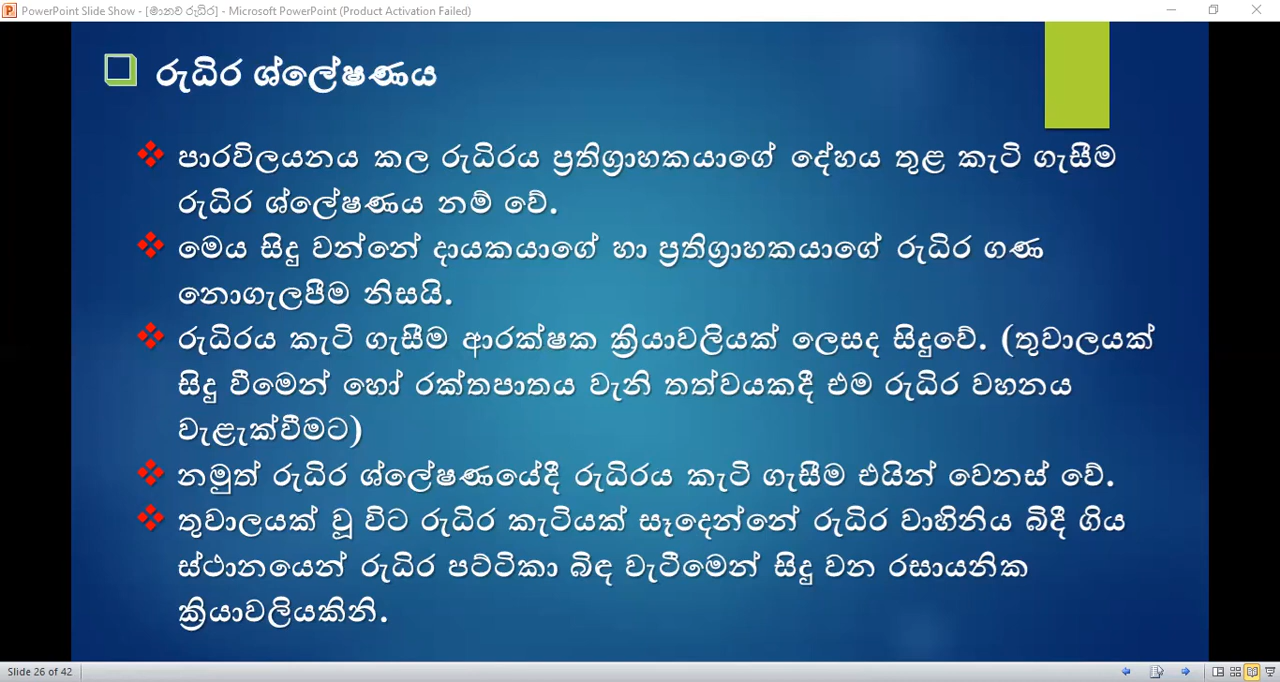 PowerPoint Slide Show - [මානව රුධිර] - Microsoft PowerPoint (Product Activation Failed)
රුධිර ශ්ලේෂණය
පාරවිලයනය කල රුධිරය ප්‍රතිග්‍රාහකයාගේ දේහය තුළ කැටි ගැසීම
රුධිර ශ්ලේෂණය නම් වේ.
මෙය සිදු වන්නේ දායකයාගේ හා ප්‍රතිග්‍රාහකයාගේ රුධිර ගණ
නොගැලපීම නිසයි.
රුධිරය කැටි ගැසීම ආරක්ෂක ක්‍රියාවලියක් ලෙසද සිදුවේ. (තුවාලයක්
සිදු වීමෙන් හෝ රක්තපාතය වැනි තත්වයකදී එම රුධිර වහනය
වැළැක්වීමට)
නමුත් රුධිර ශ්ලේෂණයේදී රුධිරය කැටි ගැසීම එයින් වෙනස් වේ.
තුවාලයක් වූ විට රුධිර කැටියක් සෑදෙන්නේ රුධිර වාහිනිය බිදී ගිය
ස්ථානයෙන් රුධිර පට්ටිකා බිඳ වැටීමෙන් සිදු වන රසායනික
ක්‍රියාවලියකිනි.
Slide 26 of 42